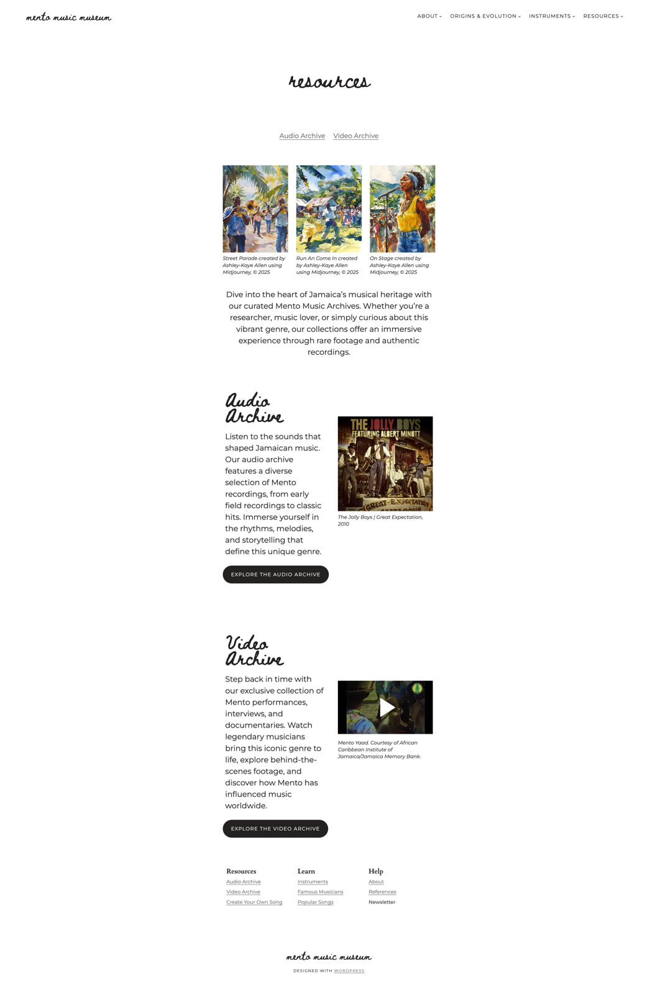 mento music museum
ABOUT ORIGINS & EVOLUTION INSTRUMENTS RESOURCES
resources
Audio Archive Video Archive
Street Parade created by
Ashley-Kaye Allen using
Midjourney, © 2025
Run An Come In created
by Ashley-Kaye Allen
using Midjourney, © 2025
On Stage created by
Ashley-Kaye Allen using
Midjourney, © 2025
Dive into the heart of Jamaica’s musical heritage with
our curated Mento Music Archives. Whether you’re a
researcher, music lover, or simply curious about this
vibrant genre, our collections offer an immersive
experience through rare footage and authentic
recordings.
Audio
Archive
Listen to the sounds that
shaped Jamaican music.
Our audio archive
features a diverse
selection of Mento
recordings, from early
field recordings to classic
hits. Immerse yourself in
the rhythms, melodies,
and storytelling that
define this unique genre.
EXPLORE THE AUDIO ARCHIVE
THE JOLLY BOYS
FEATURING ALBERT MINOTT
GREAT-EXPECTATION
The Jolly Boys | Great Expectation,
2010
Video
Archive
Step back in time with
our exclusive collection of
Mento performances,
interviews, and
documentaries. Watch
legendary musicians
bring this iconic genre to
life, explore behind-the-
scenes footage, and
discover how Mento has
influenced music
worldwide.
EXPLORE THE VIDEO ARCHIVE
Mento Yaad. Courtesy of African
Caribbean Institute of
Jamaica/Jamaica Memory Bank.
Resources
Audio Archive
Video Archive
Create Your Own Song
Learn
Instruments
Famous Musicians
Popular Songs
Help
About
References
Newsletter
mento music museum
DESIGNED WITH WORDPRESS